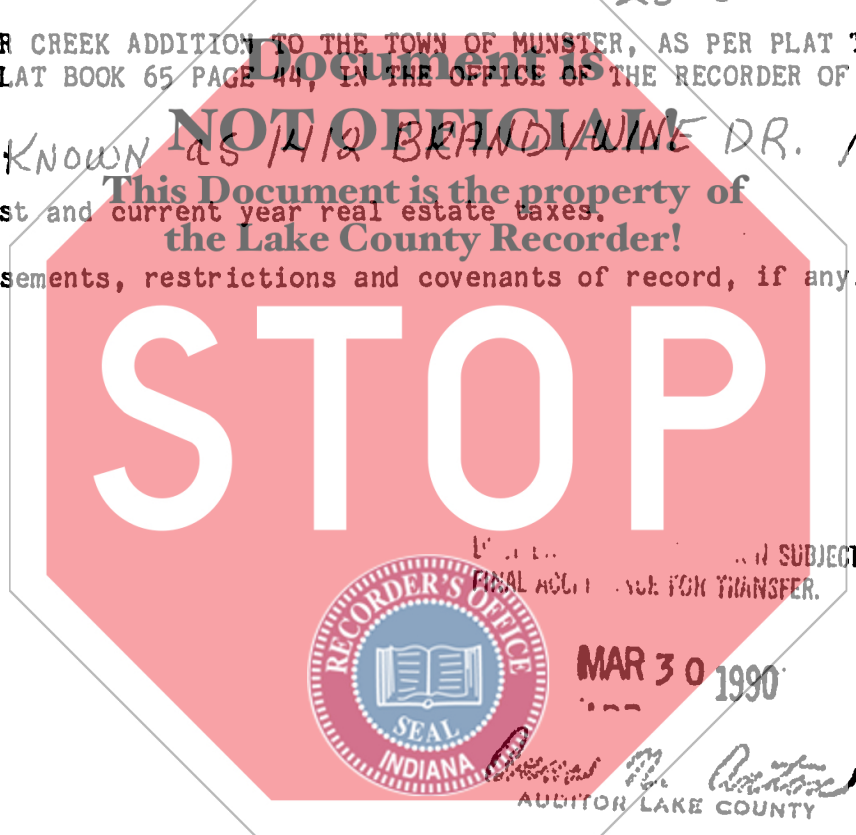 R CREEK ADDITION TO THE TOWN OF MUNSTER, AS PER PLAT
LAT BOOK 65 PAGE 44, IN THE OFFICE OF THE RECORDER OF
Document is
NOT OFFICIAL!
KNOWN as 1412 BRANDYWINE DR.
This Document is the property of
st and current year real estate taxes.
the Lake County Recorder!
sements, restrictions and covenants of record, if any.
STOP
SUBJECT
FINAL FOR TRANSFER.
RECORDER'S OFFICE
SEAL
INDIANA
MAR 30 1990
AUDITOR LAKE COUNTY